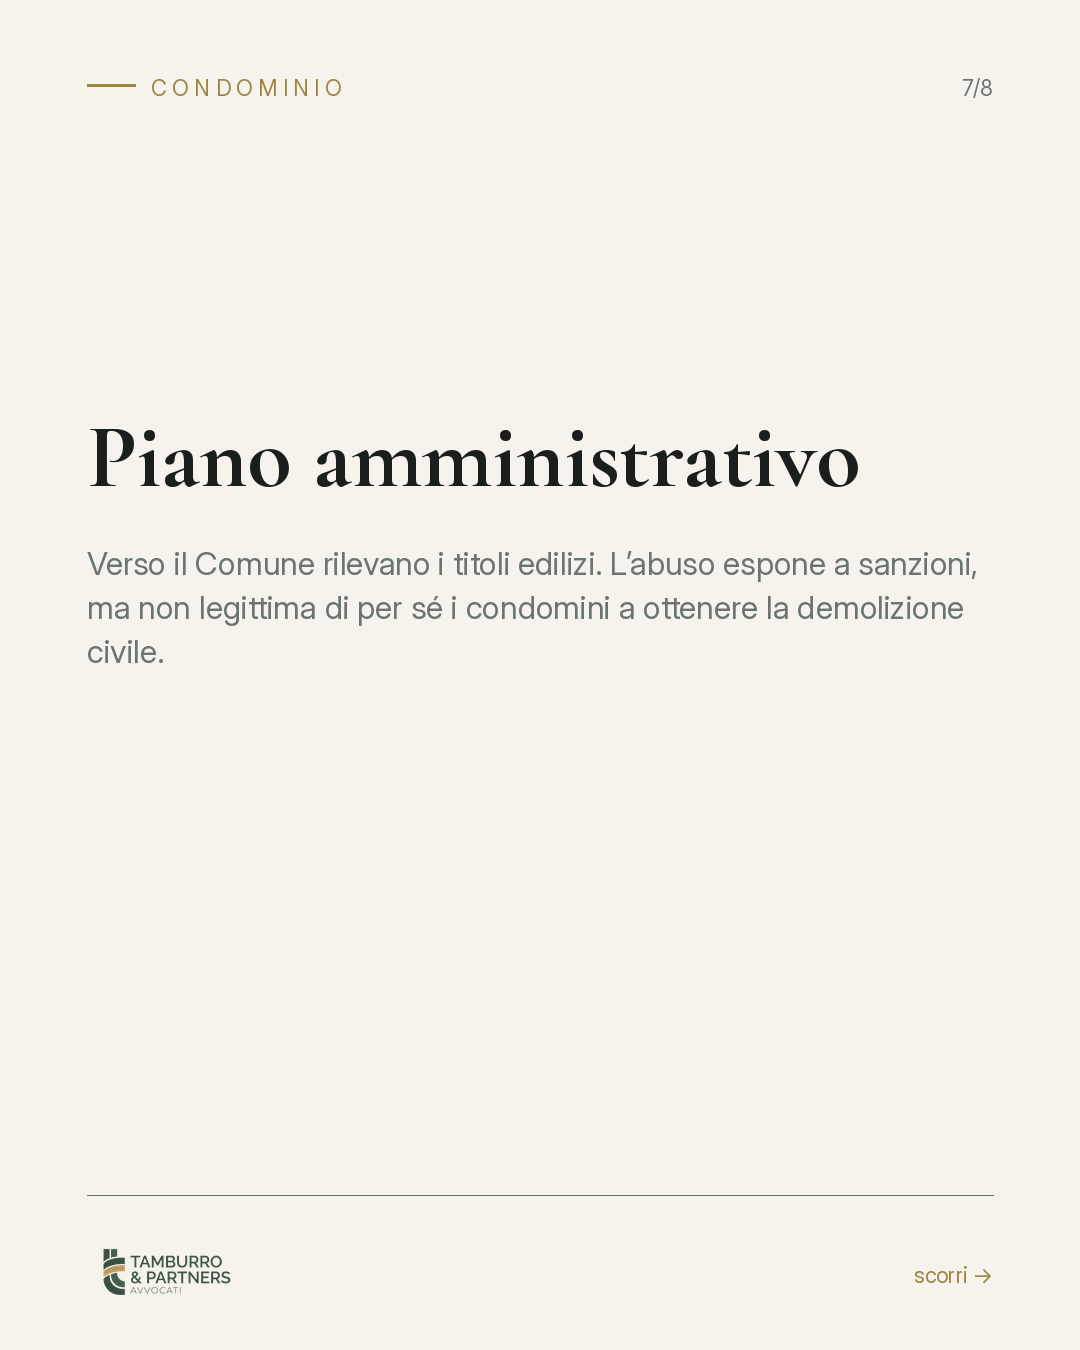 CONDOMINIO
7/8
Piano amministrativo
Verso il Comune rilevano i titoli edilizi. L’abuso espone a sanzioni,
ma non legittima di per sé i condomini a ottenere la demolizione
civile.
TAMBURRO
& PARTNERS
AVVOCATI
scorri →